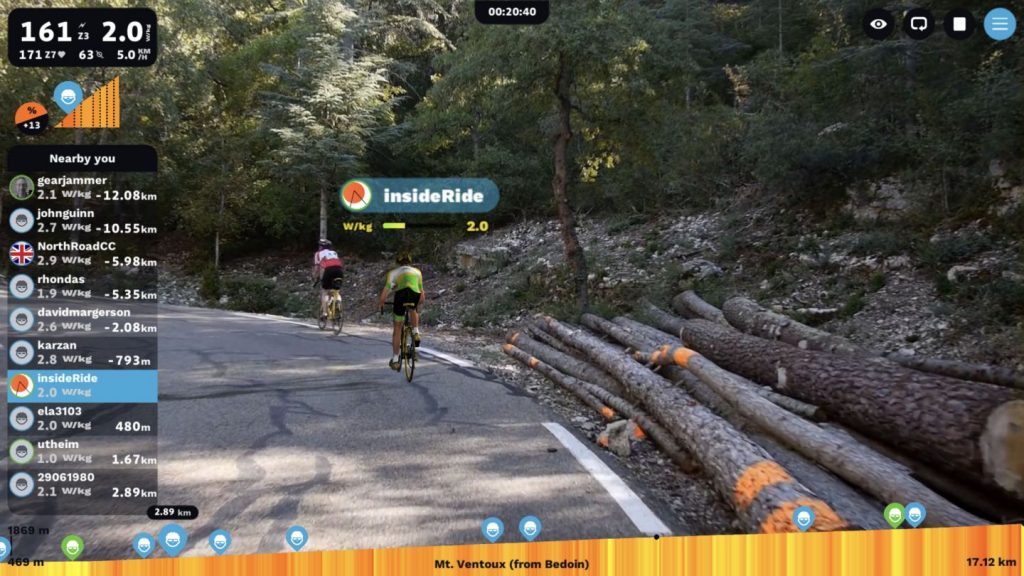 161 Z3 2.0 W/kg
171 Z7 63 5.0 KM/H
00:20:40
%
+13
Nearby you
gearjammer
2.1 W/kg -12.08km
johnguinn
2.7 W/kg -10.55km
NorthRoadCC
2.9 W/kg -5.98km
rhondas
1.9 W/kg -5.35km
davidmargerson
2.6 W/kg -2.08km
karzan
2.8 W/kg -793m
insideRide
2.0 W/kg
ela3103
2.0 W/kg 480m
utheim
1.0 W/kg 1.67km
29061980
2.1 W/kg 2.89km
insideRide
W/kg 2.0
2.89 km
1869 m
469 m
Mt. Ventoux (from Bedoin)
17.12 km